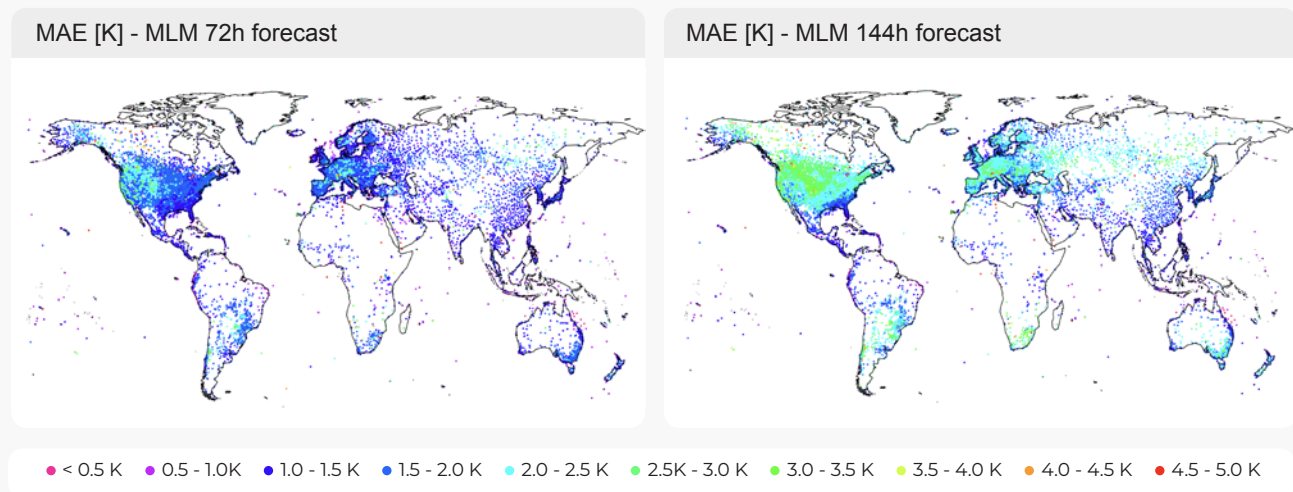 MAE [K] - MLM 72h forecast
MAE [K] - MLM 144h forecast
< 0.5 K
0.5 - 1.0K
1.0 - 1.5 K
1.5 - 2.0 K
2.0 - 2.5 K
2.5K - 3.0 K
3.0 - 3.5 K
3.5 - 4.0 K
4.0 - 4.5 K
4.5 - 5.0 K